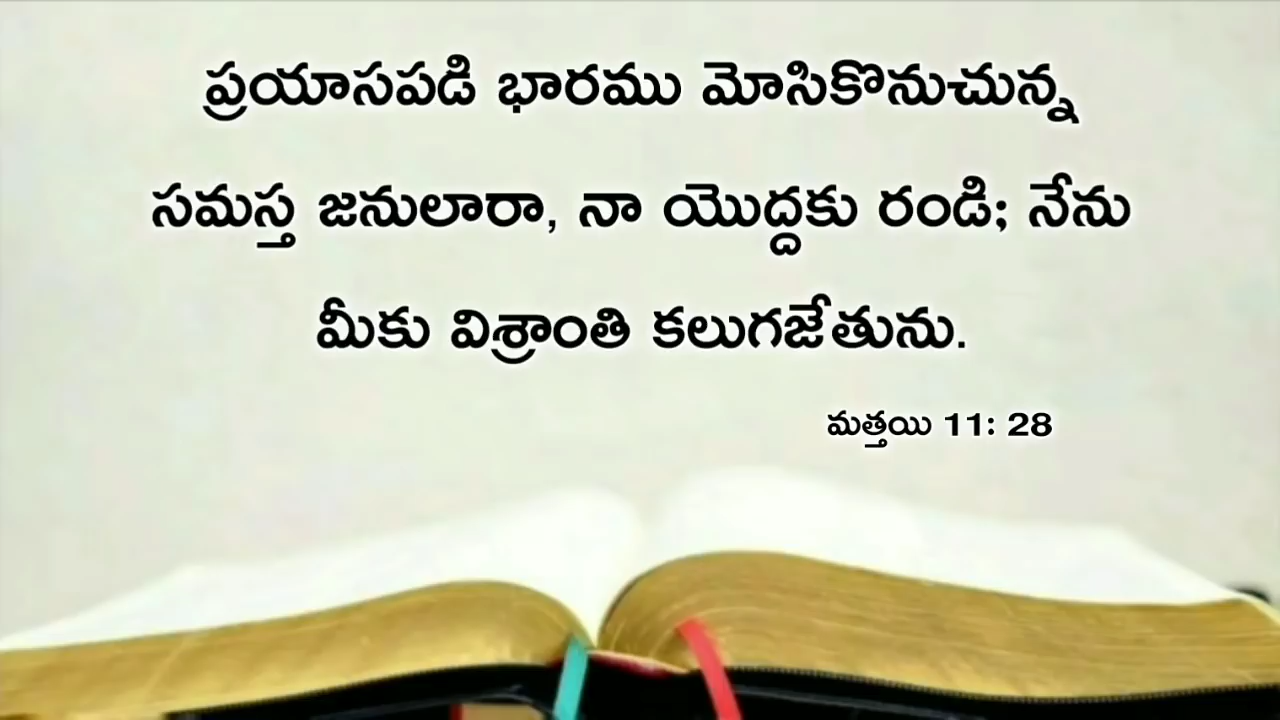 ప్రయాసపడి భారము మోసికొనుచున్న
సమస్త జనులారా, నా యొద్దకు రండి; నేను
మీకు విశ్రాంతి కలుగజేతును.
మత్తయి 11: 28